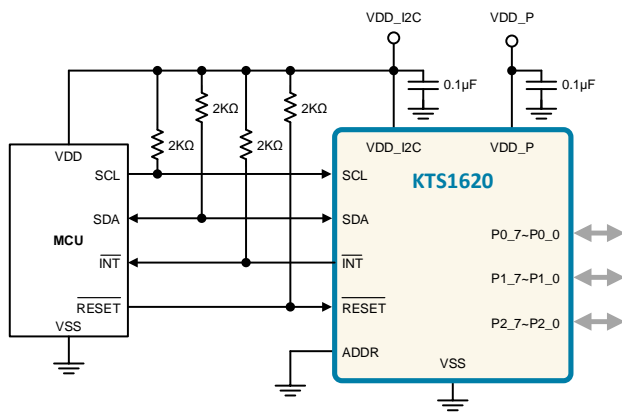 VDD_I2C
VDD_P
0.1µF
0.1µF
2KΩ
2KΩ
2KΩ
2KΩ
VDD
VDD_I2C
VDD_P
KTS1620
SCL
SCL
SDA
SDA
MCU
P0_7~P0_0
INT
INT
P1_7~P1_0
RESET
RESET
P2_7~P2_0
VSS
ADDR
VSS